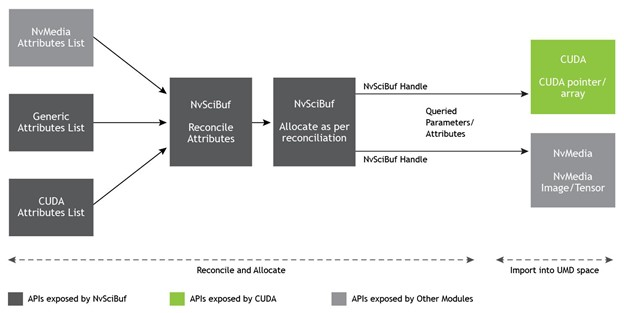 NvMedia
Attributes List
Generic
Attributes List
CUDA
Attributes List
NvSciBuf
Reconcile
Attributes
NvSciBuf
Allocate as per
reconciliation
NvSciBuf Handle
Queried
Parameters/
Attributes
NvSciBuf Handle
CUDA
CUDA pointer/
array
NvMedia
NvMedia
Image/Tensor
Reconcile and Allocate
Import into UMD space
APIs exposed by NvSciBuf
APIs exposed by CUDA
APIs exposed by Other Modules